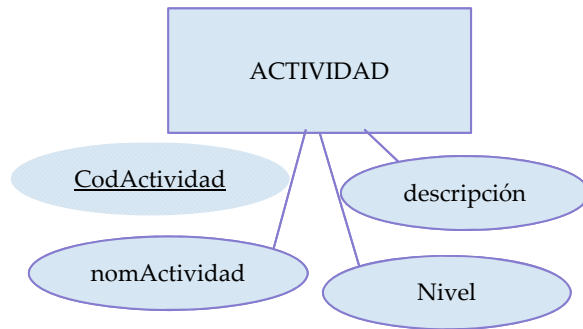 ACTIVIDAD
CodActividad
descripción
nomActividad
Nivel